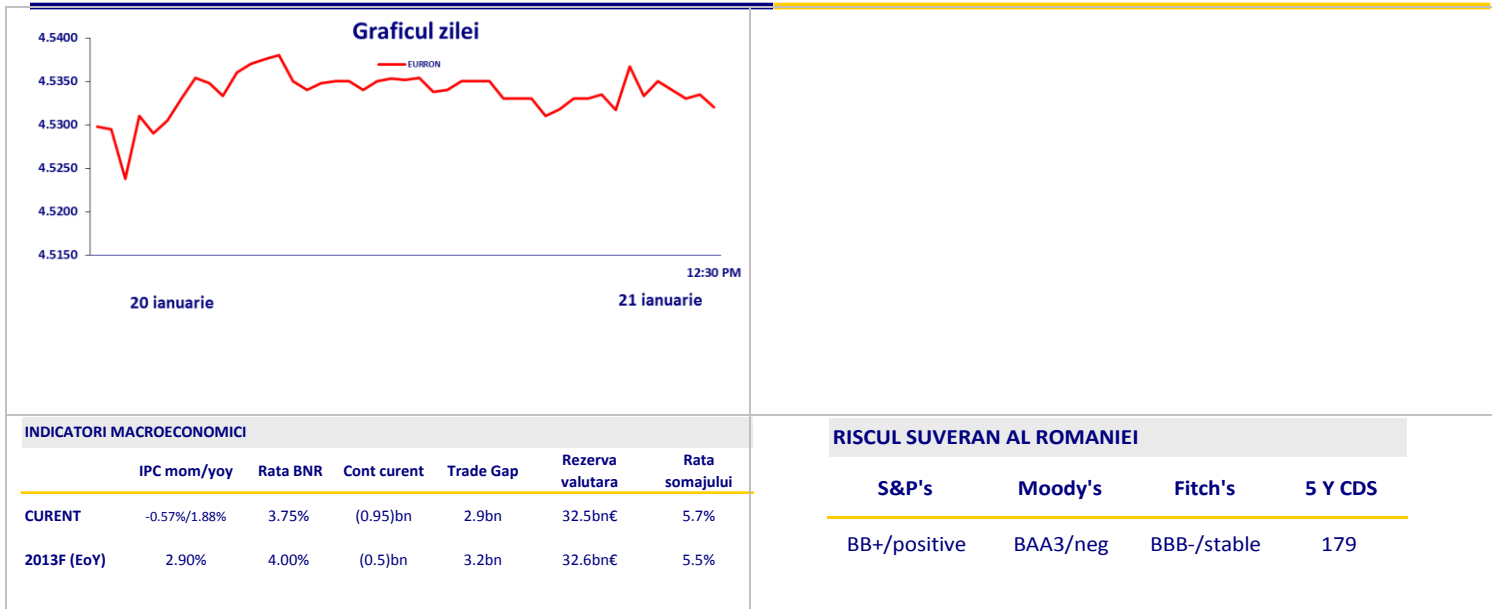 Graficul zilei
EURRON
4.5400
4.5350
4.5300
4.5250
4.5200
4.5150
12:30 PM
20 ianuarie
21 ianuarie
INDICATORI MACROECONOMICI
IPC mom/yoy Rata BNR Cont curent Trade Gap Rezerva valutara Rata somajului
CURENT -0.57%/1.88% 3.75% (0.95)bn 2.9bn 32.5bn€ 5.7%
2013F (EoY) 2.90% 4.00% (0.5)bn 3.2bn 32.6bn€ 5.5%
RISCUL SUVERAN AL ROMANIEI
S&P's Moody's Fitch's 5 Y CDS
BB+/positive BAA3/neg BBB-/stable 179